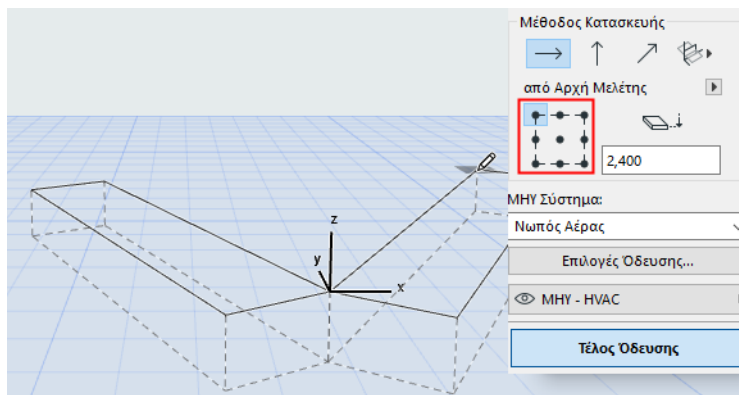 Μέθοδος Κατασκευής
από Αρχή Μελέτης
2,400
ΜΗΥ Σύστημα:
Νωπός Αέρας
Επιλογές Όδευσης...
ΜΗΥ - HVAC
Τέλος Όδευσης
z
y
x